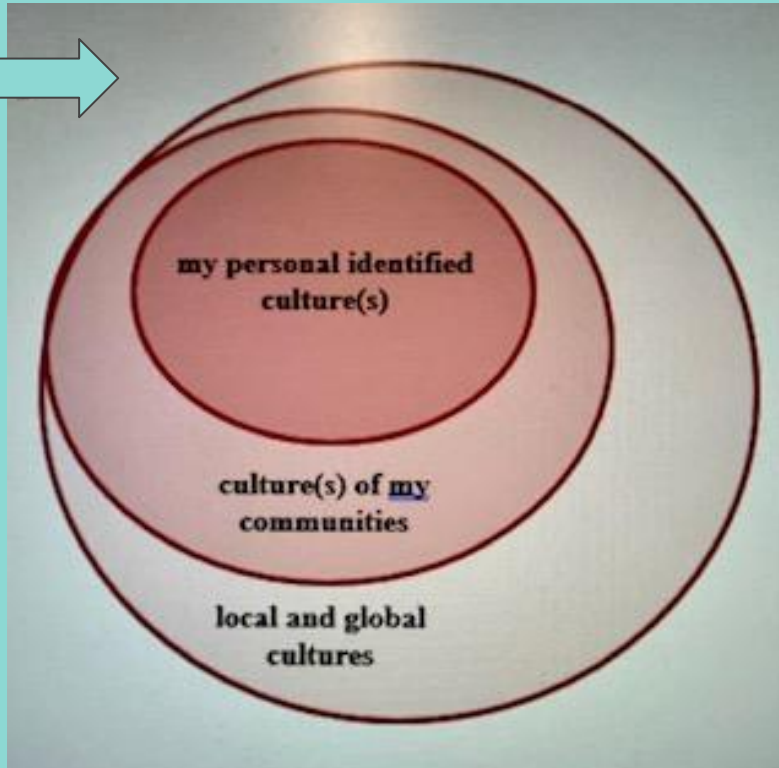 my personal identified
culture(s)
culture(s) of my
communities
local and global
cultures